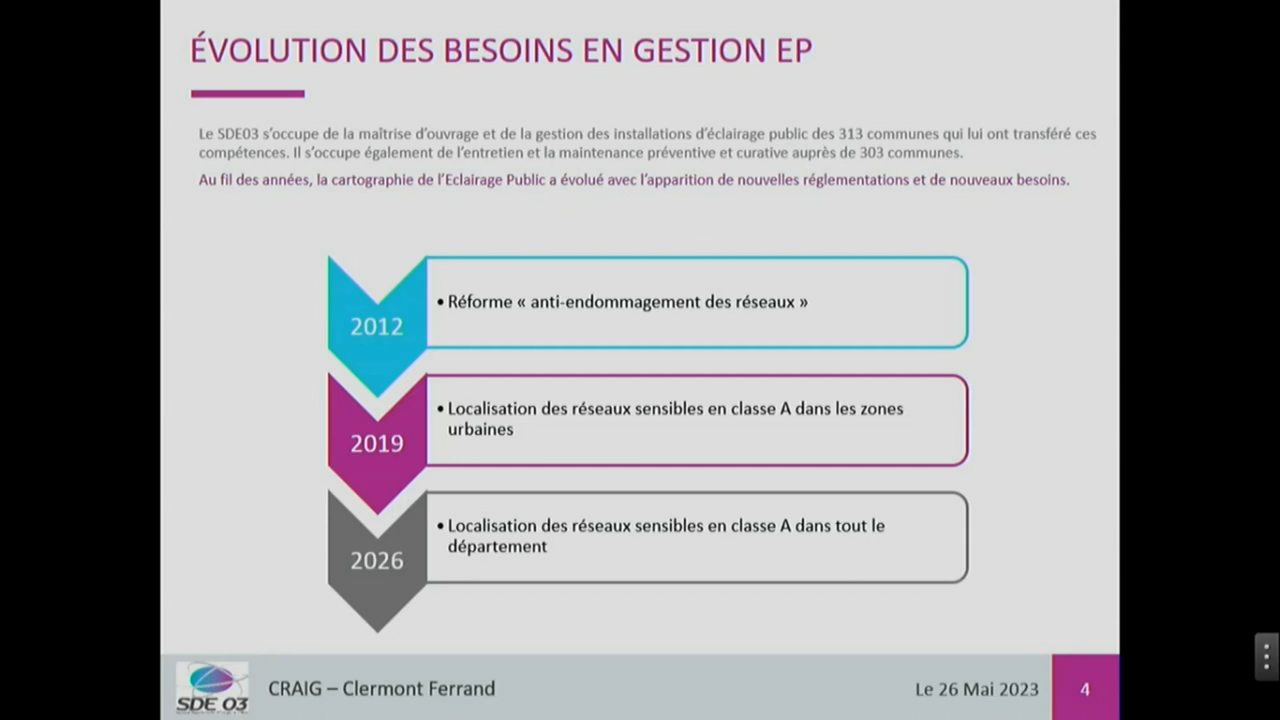 ÉVOLUTION DES BESOINS EN GESTION EP
Le SDE03 s'occupe de la maîtrise d'ouvrage et de la gestion des installations d'éclairage public des 313 communes qui lui ont transféré ces
compétences. Il s'occupe également de l'entretien et la maintenance préventive et curative auprès de 303 communes.
Au fil des années, la cartographie de l'Eclairage Public a évolué avec l'apparition de nouvelles réglementations et de nouveaux besoins.
2012
• Réforme « anti-endommagement des réseaux »
2019
• Localisation des réseaux sensibles en classe A dans les zones
urbaines
2026
• Localisation des réseaux sensibles en classe A dans tout le
département
SDE 03
CRAIG – Clermont Ferrand
Le 26 Mai 2023
4